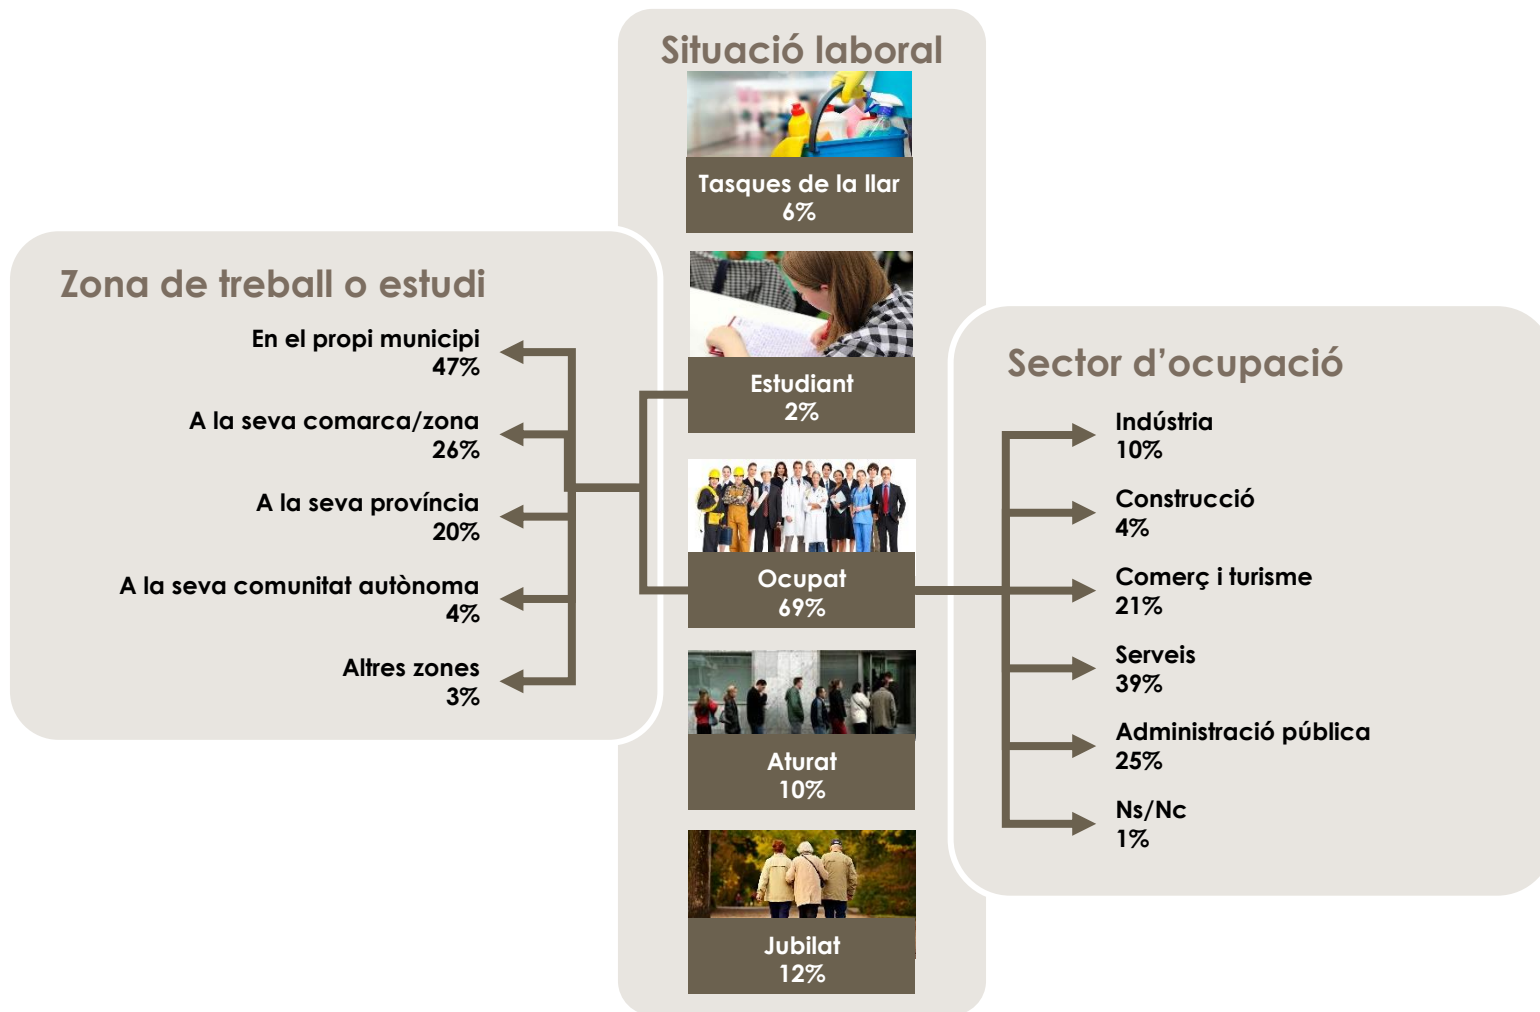 Situació laboral
Tasques de la llar
6%
Estudiant
2%
Ocupat
69%
Aturat
10%
Jubilat
12%
Zona de treball o estudi
En el propi municipi
47%
A la seva comarca/zona
26%
A la seva província
20%
A la seva comunitat autònoma
4%
Altres zones
3%
Sector d’ocupació
Indústria
10%
Construcció
4%
Comerç i turisme
21%
Serveis
39%
Administració pública
25%
Ns/Nc
1%